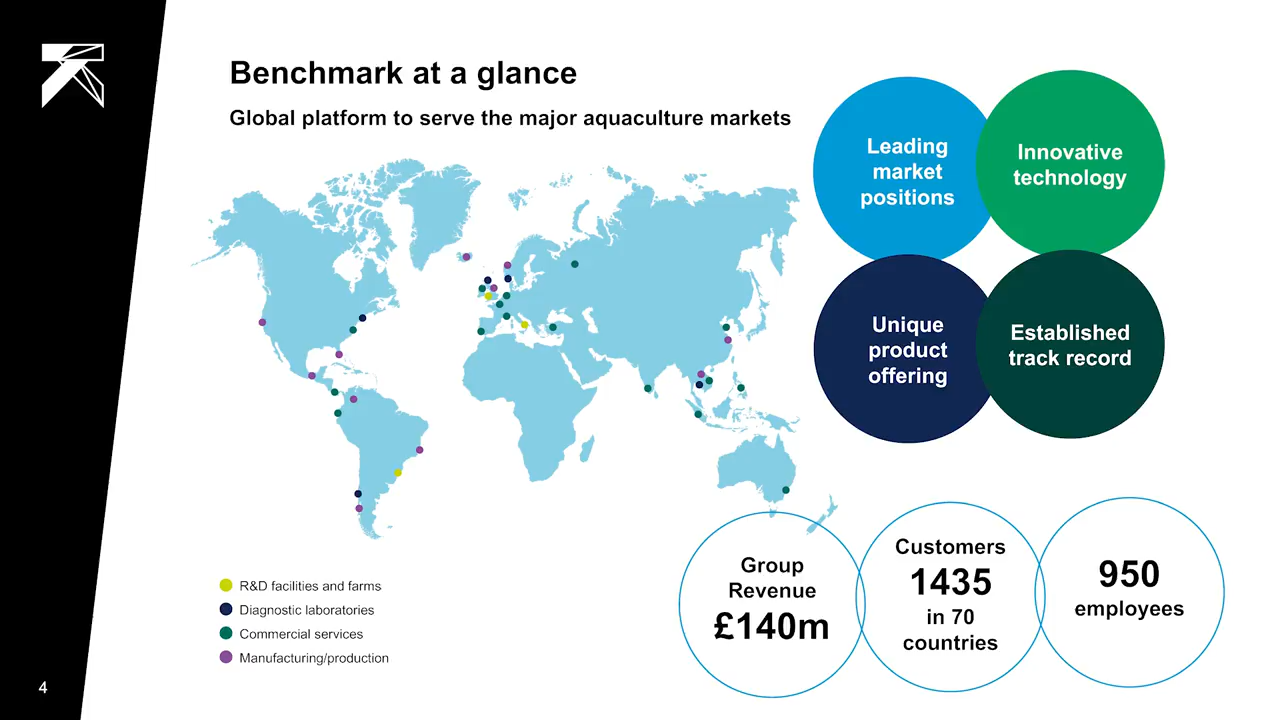 Benchmark at a glance
Global platform to serve the major aquaculture markets
Leading
market
positions
Innovative
technology
Unique
product
offering
Established
track record
R&D facilities and farms
Diagnostic laboratories
Commercial services
Manufacturing/production
Group
Revenue
£140m
Customers
1435
in 70
countries
950
employees
4